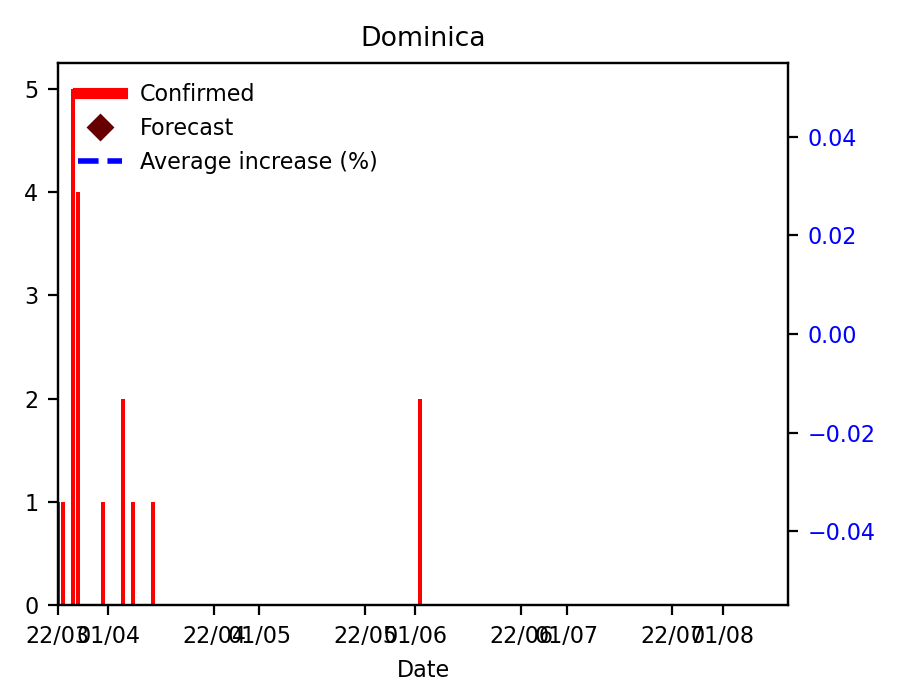 Dominica
Confirmed
Forecast
Average increase (%)
5
4
3
2
1
0
0.04
0.02
0.00
−0.02
−0.04
22/03 01/04 22/04 01/05 22/05 01/06 22/06 01/07 22/07 01/08
Date